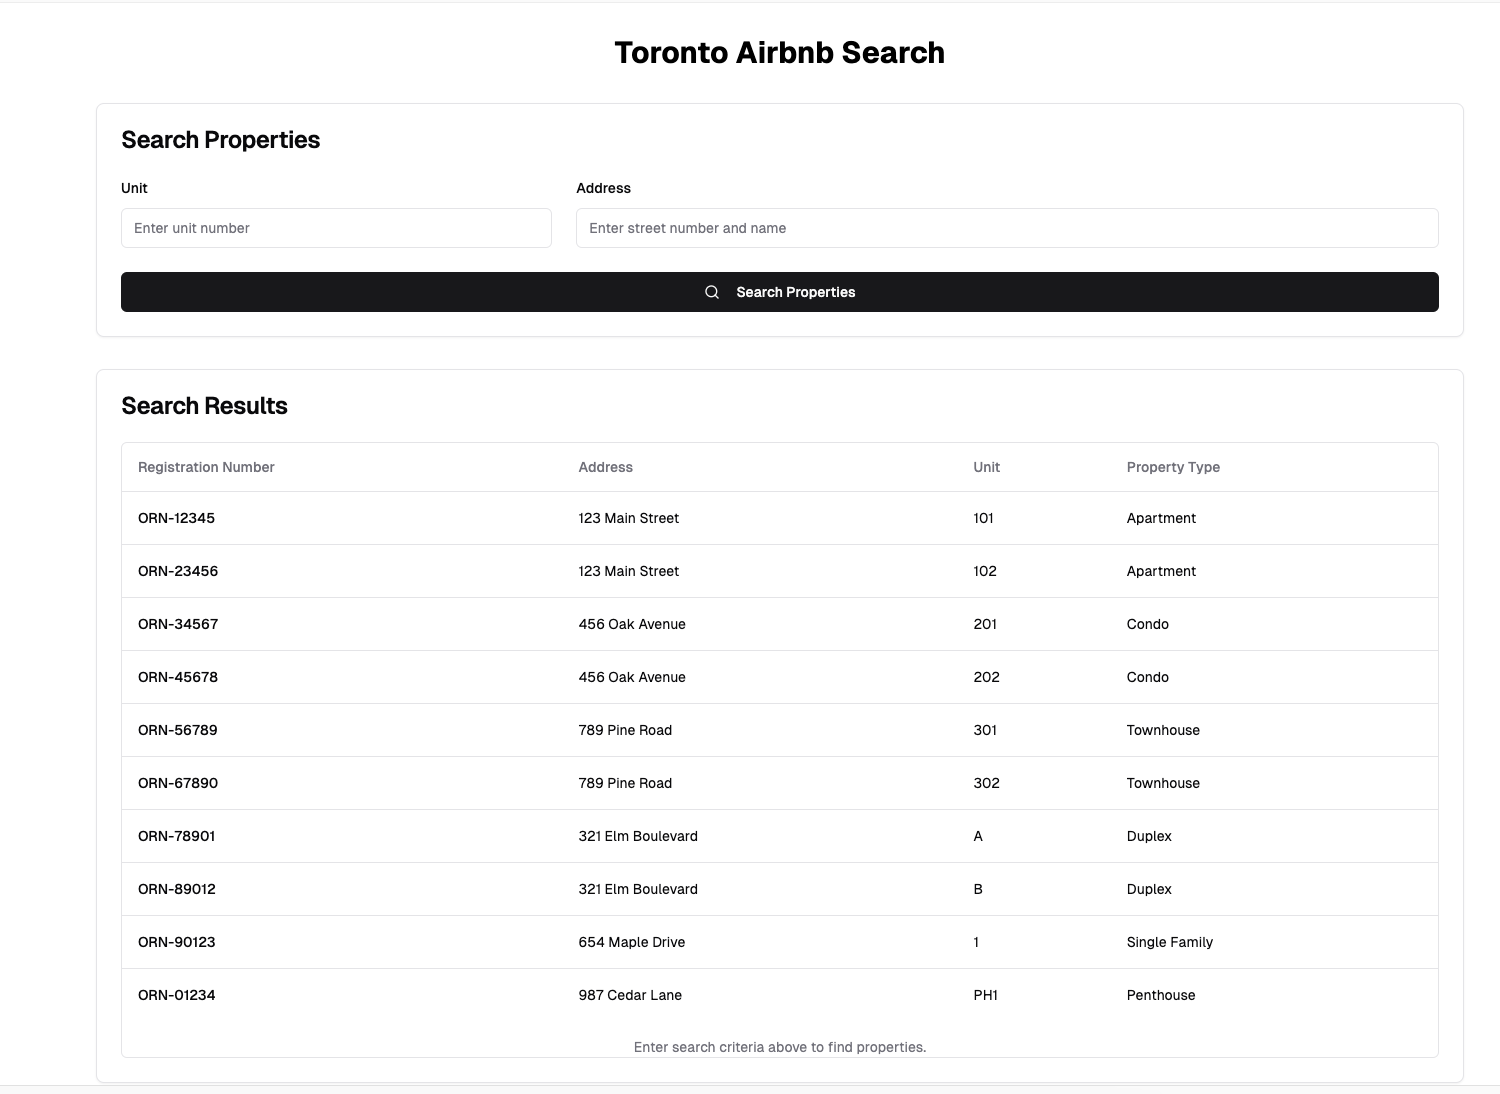 Toronto Airbnb Search
Search Properties
Unit Address
Enter unit number Enter street number and name
Search Properties
Search Results
Registration Number Address Unit Property Type
ORN-12345 123 Main Street 101 Apartment
ORN-23456 123 Main Street 102 Apartment
ORN-34567 456 Oak Avenue 201 Condo
ORN-45678 456 Oak Avenue 202 Condo
ORN-56789 789 Pine Road 301 Townhouse
ORN-67890 789 Pine Road 302 Townhouse
ORN-78901 321 Elm Boulevard A Duplex
ORN-89012 321 Elm Boulevard B Duplex
ORN-90123 654 Maple Drive 1 Single Family
ORN-01234 987 Cedar Lane PH1 Penthouse
Enter search criteria above to find properties.